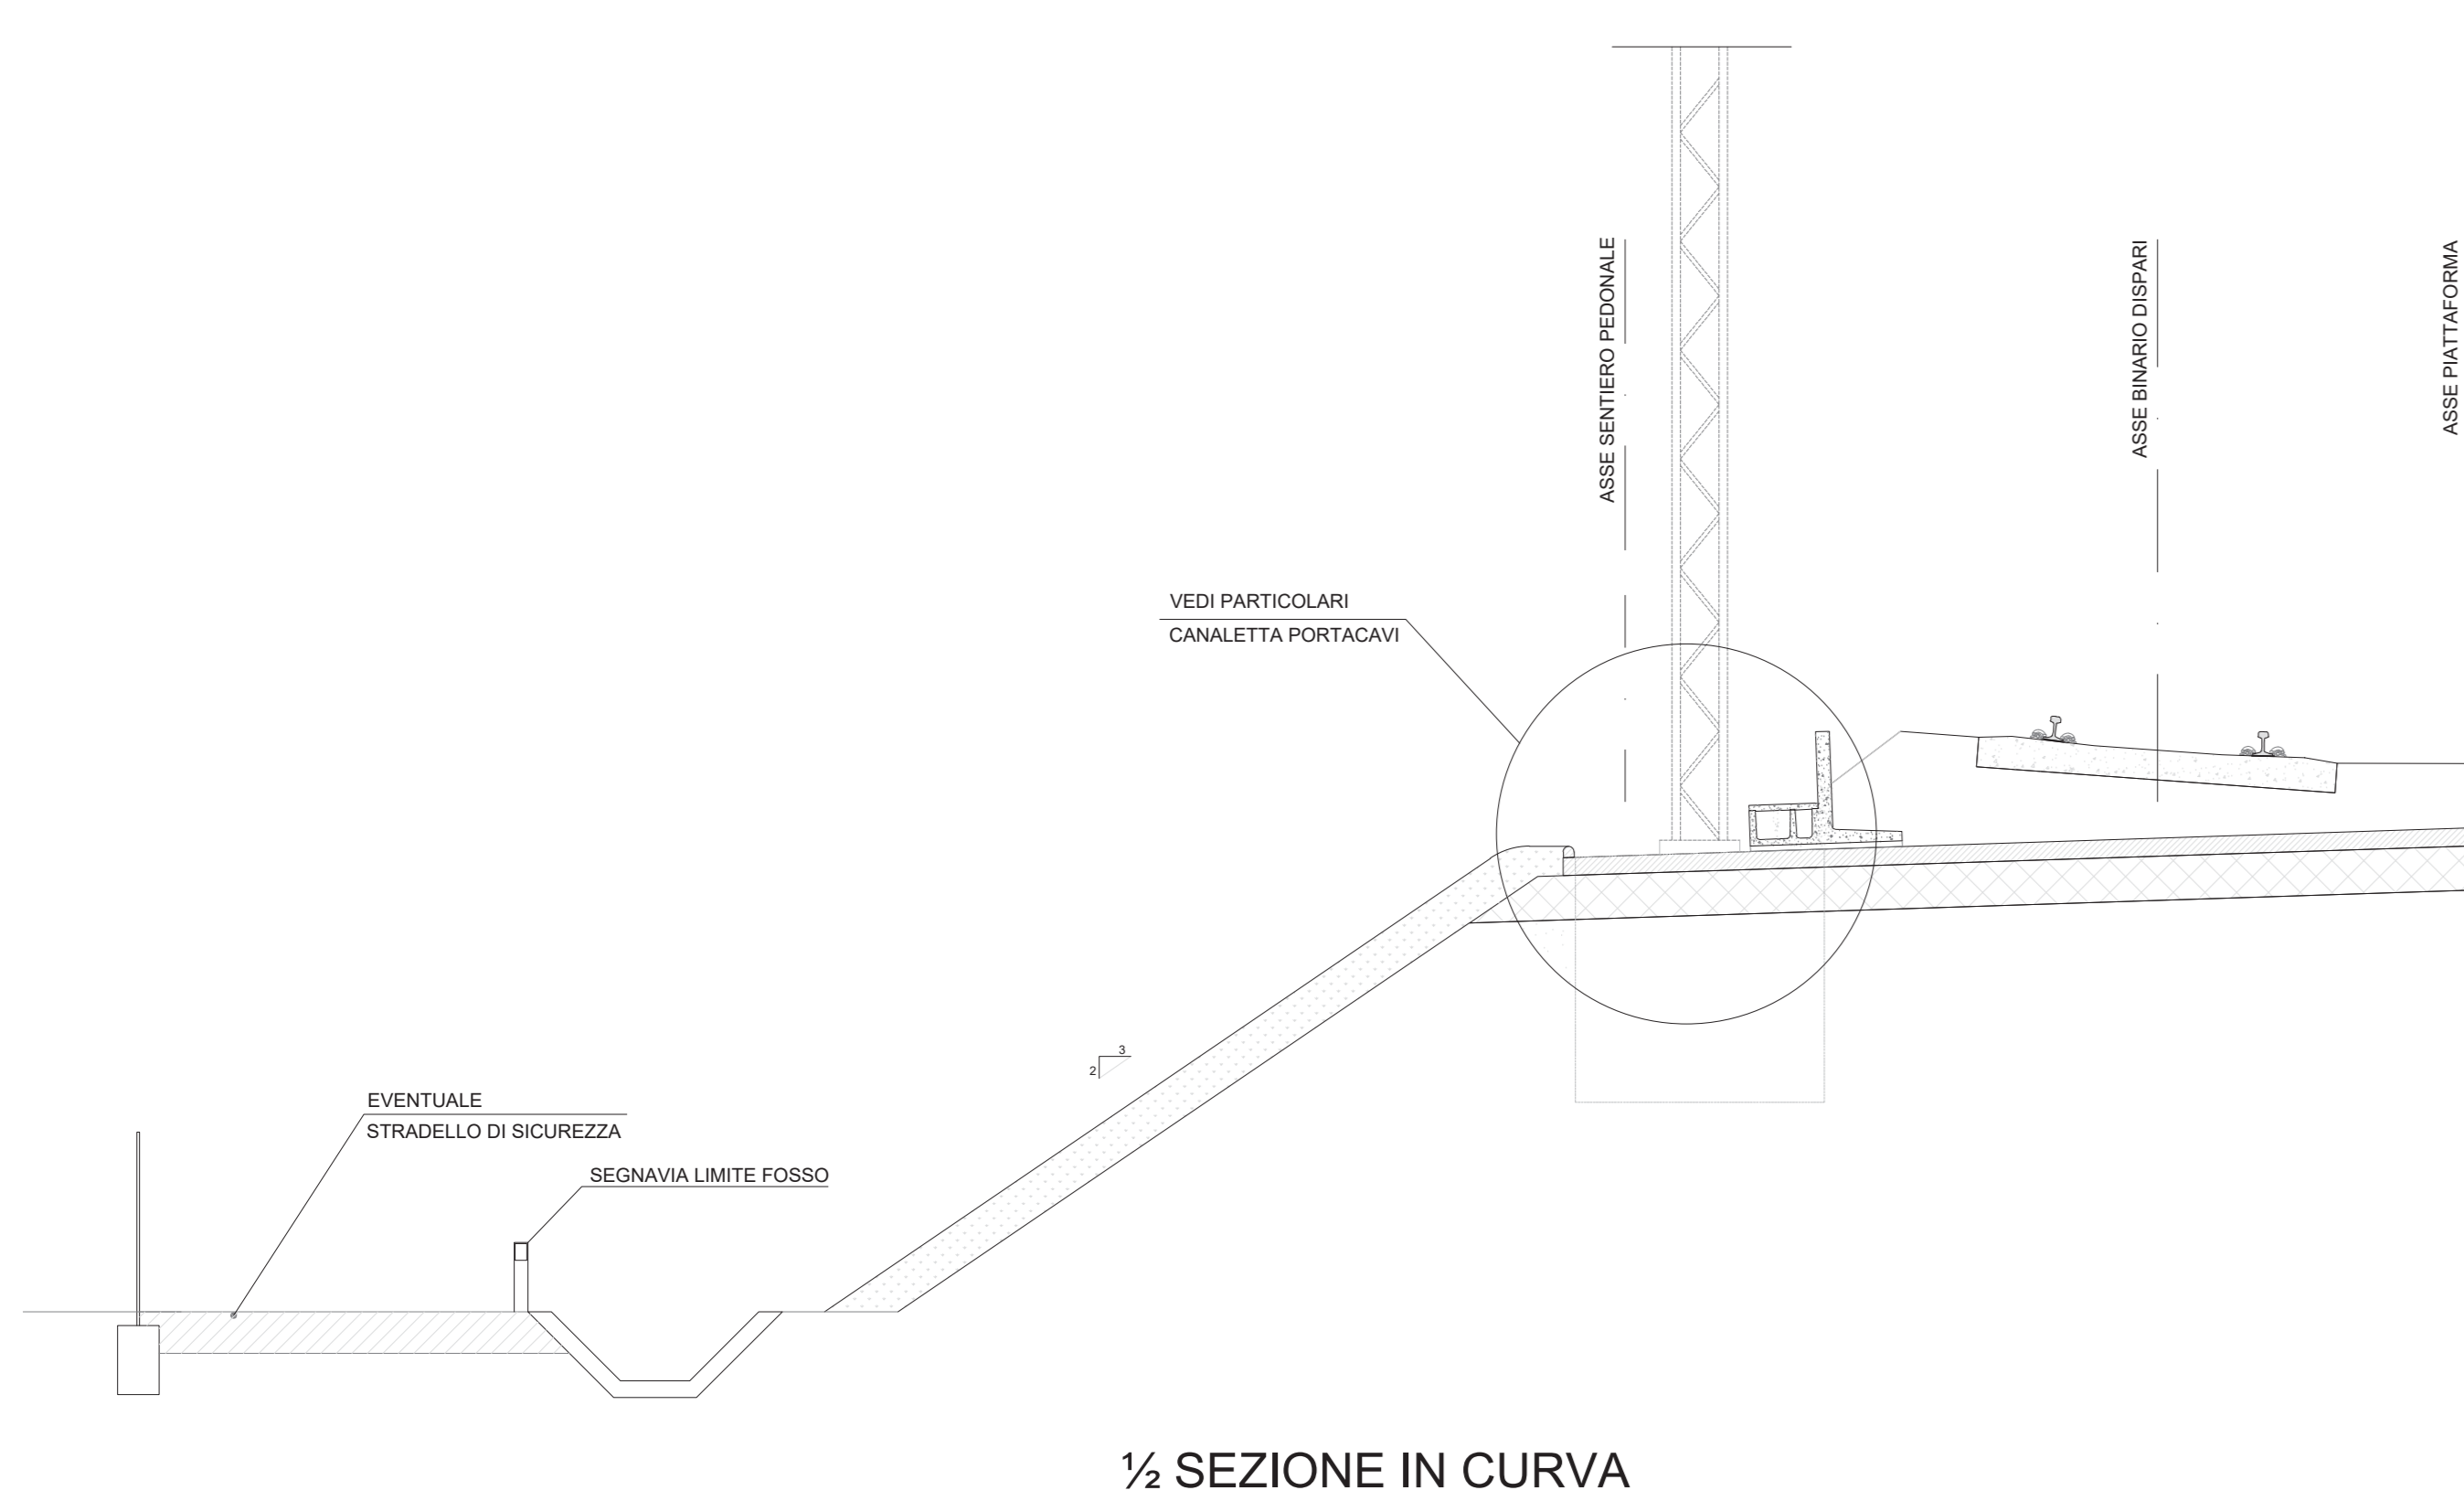 ASSE SENTIERO PEDONALE
ASSE BINARIO DISPARI
ASSE PIATTAFORMA
VEDI PARTICOLARI
CANALETTA PORTACAVI
3
2
EVENTUALE
STRADELLO DI SICUREZZA
SEGNAVIA LIMITE FOSSO
½ SEZIONE IN CURVA